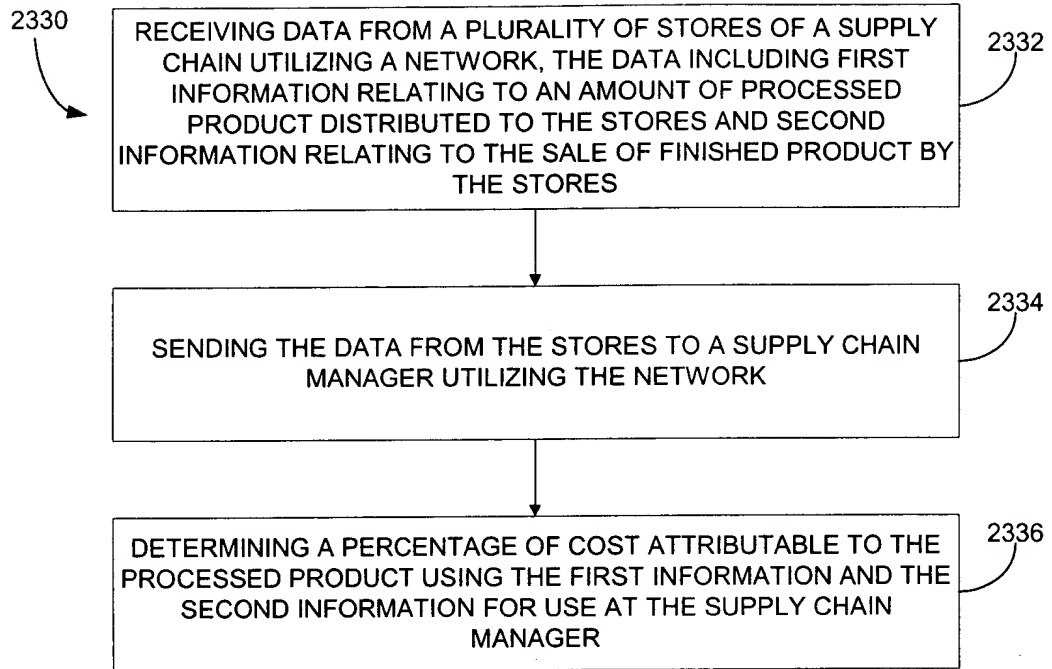 2330
RECEIVING DATA FROM A PLURALITY OF STORES OF A SUPPLY
CHAIN UTILIZING A NETWORK, THE DATA INCLUDING FIRST
INFORMATION RELATING TO AN AMOUNT OF PROCESSED
PRODUCT DISTRIBUTED TO THE STORES AND SECOND
INFORMATION RELATING TO THE SALE OF FINISHED PRODUCT BY
THE STORES
2332
SENDING THE DATA FROM THE STORES TO A SUPPLY CHAIN
MANAGER UTILIZING THE NETWORK
2334
DETERMINING A PERCENTAGE OF COST ATTRIBUTABLE TO THE
PROCESSED PRODUCT USING THE FIRST INFORMATION AND THE
SECOND INFORMATION FOR USE AT THE SUPPLY CHAIN
MANAGER
2336